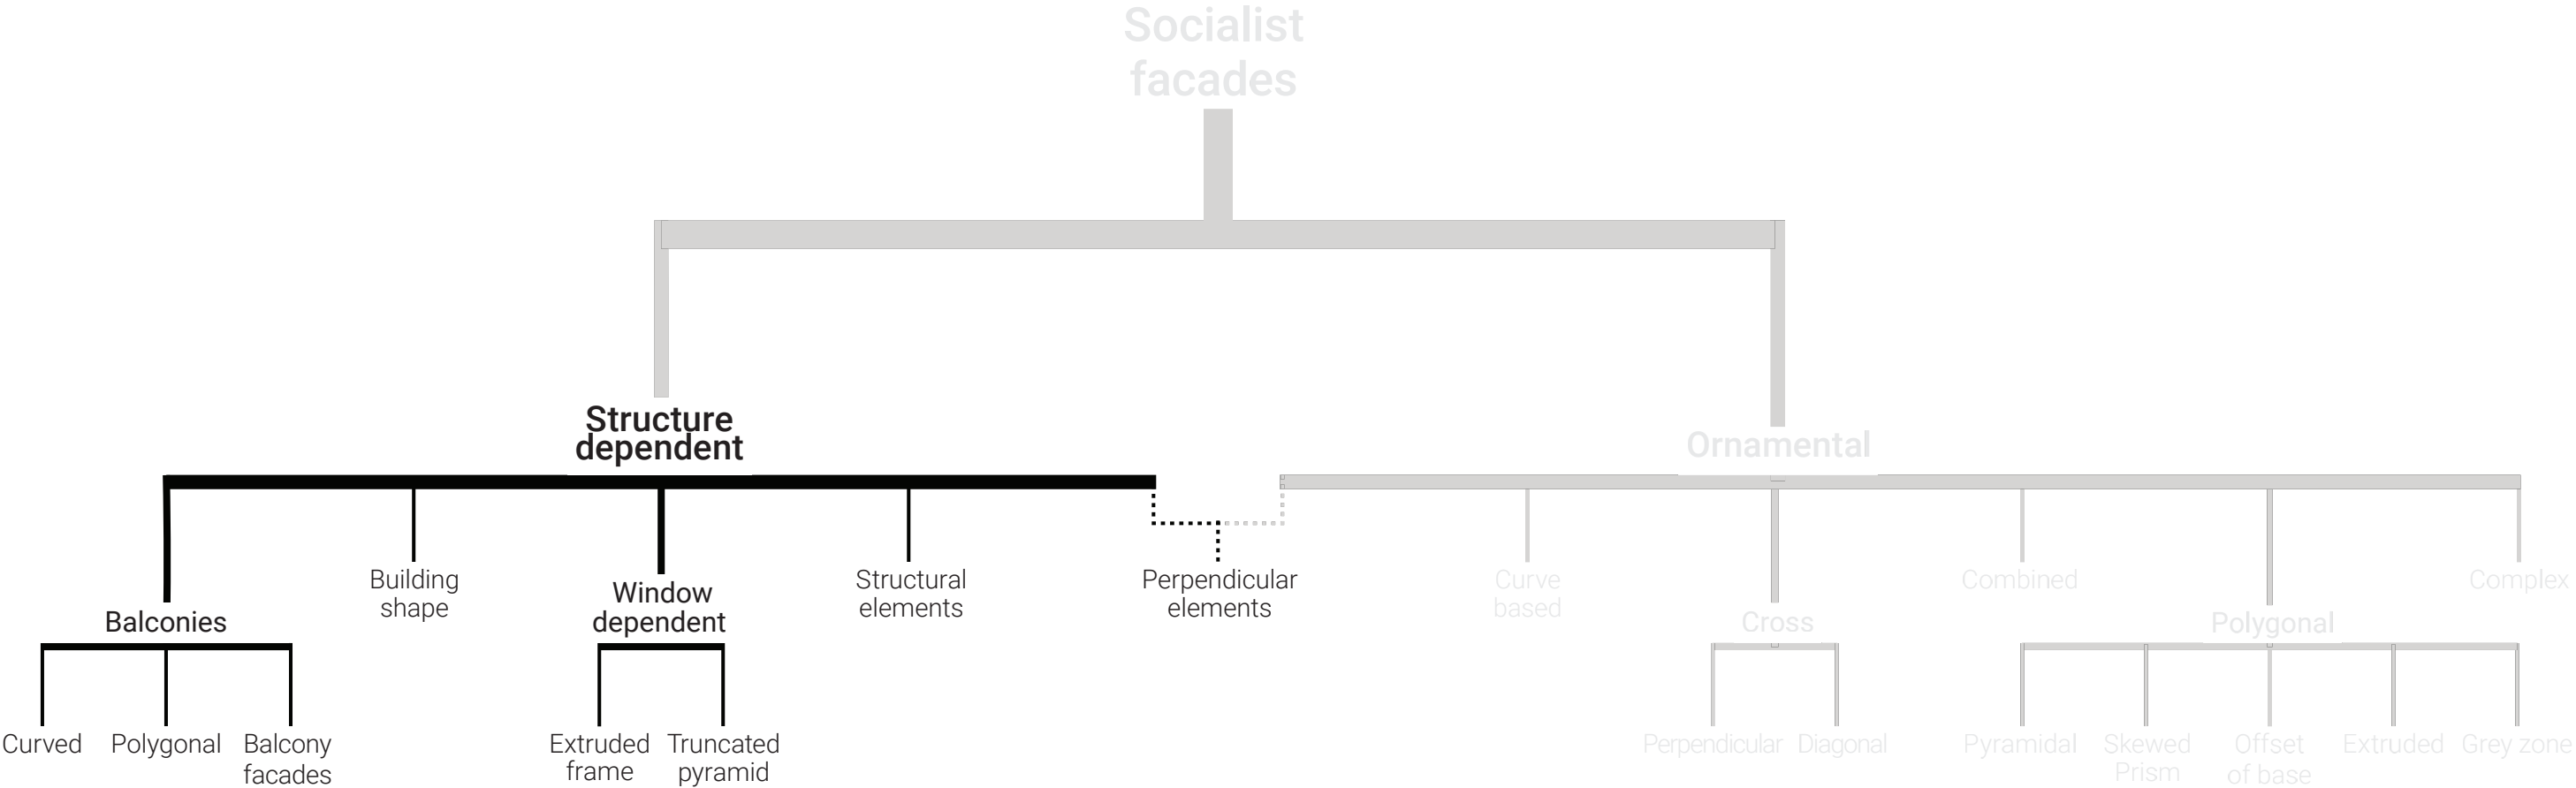 Socialist
facades
Structure
dependent
Ornamental
Building
shape
Structural
elements
Perpendicular
elements
Curve
based
Combined
Complex
Balconies
Window
dependent
Cross
Polygonal
Curved
Polygonal
Balcony
facades
Extruded
frame
Truncated
pyramid
Perpendicular
Diagonal
Pyramidal
Skewed
Prism
Offset
of base
Extruded
Grey zone